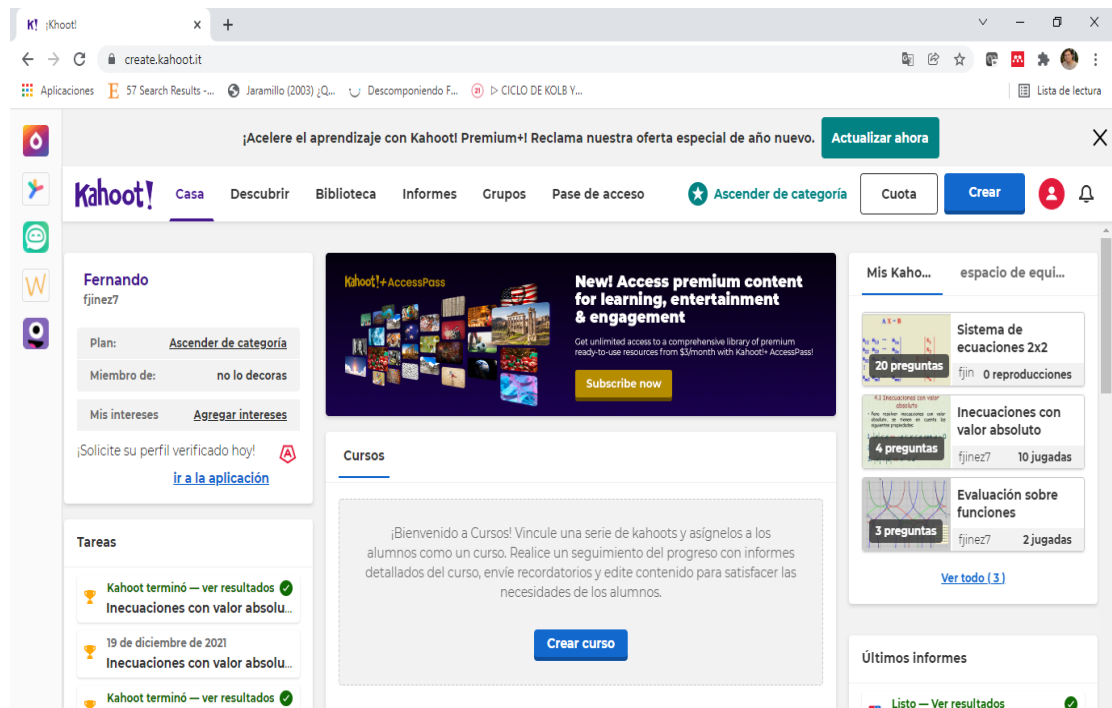 K! ¡Khoot!
create.kahoot.it
Aplicaciones 57 Search Results -... Jaramillo (2003) ¿Q... Descomponiendo F... ▷ CICLO DE KOLB Y... Lista de lectura
¡Acelere el aprendizaje con Kahoot! Premium+! Reclama nuestra oferta especial de año nuevo. Actualizar ahora
Kahoot! Casa Descubrir Biblioteca Informes Grupos Pase de acceso Ascender de categoría Cuota Crear
Fernando
fjinez7
Plan: Ascender de categoría
Miembro de: no lo decoras
Mis intereses Agregar intereses
¡Solicite su perfil verificado hoy!
ir a la aplicación
Tareas
Kahoot terminó — ver resultados
Inecuaciones con valor absolu...
19 de diciembre de 2021
Inecuaciones con valor absolu...
Kahoot terminó — ver resultados
Kahoot!+AccessPass
New! Access premium content
for learning, entertainment
& engagement
Get unlimited access to a comprehensive library of premium
ready-to-use resources from $3/month with Kahoot!+ AccessPass!
Subscribe now
Cursos
¡Bienvenido a Cursos! Vincule una serie de kahoots y asígnelos a los
alumnos como un curso. Realice un seguimiento del progreso con informes
detallados del curso, envíe recordatorios y edite contenido para satisfacer las
necesidades de los alumnos.
Crear curso
Mis Kaho... espacio de equi...
A X = B
20 preguntas
Sistema de
ecuaciones 2x2
fjin 0 reproducciones
4.3 Inecuaciones con valor
absoluto
4 preguntas
Inecuaciones con
valor absoluto
fjinez7 10 jugadas
3 preguntas
Evaluación sobre
funciones
fjinez7 2 jugadas
Ver todo ( 3 )
Últimos informes
Listo — Ver resultados